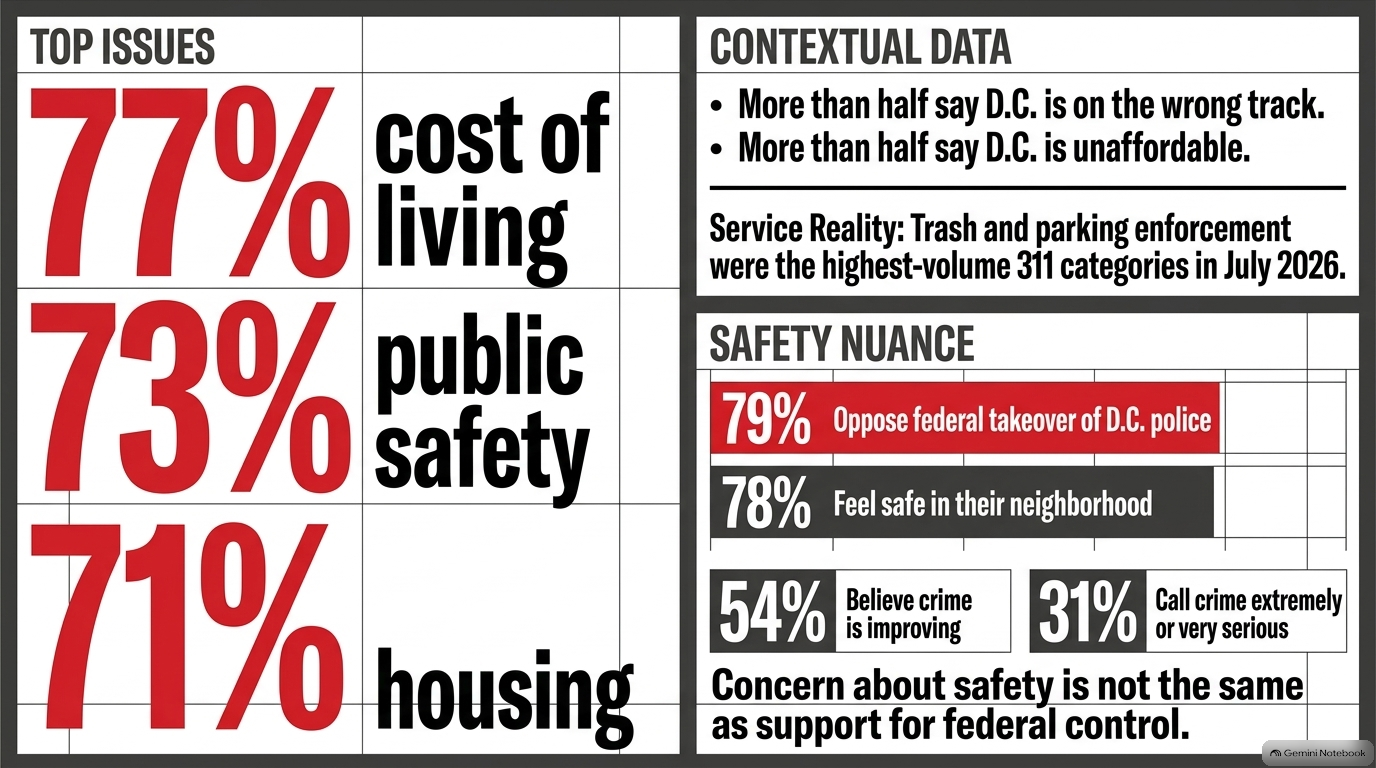 TOP ISSUES
77%
cost of
living
73%
public
safety
71%
housing
CONTEXTUAL DATA
• More than half say D.C. is on the wrong track.
• More than half say D.C. is unaffordable.
Service Reality: Trash and parking enforcement
were the highest-volume 311 categories in July 2026.
SAFETY NUANCE
79% Oppose federal takeover of D.C. police
78% Feel safe in their neighborhood
54% Believe crime
is improving
31% Call crime extremely
or very serious
Concern about safety is not the same
as support for federal control.
Gemini Notebook